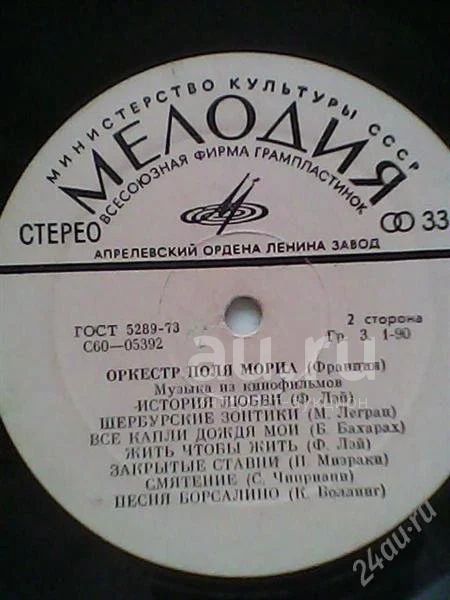 МИНИСТЕРСТВО КУЛЬТУРЫ СССР
МЕЛОДИЯ
ВСЕСОЮЗНАЯ ФИРМА ГРАМПЛАСТИНОК
СТЕРЕО
33
АПРЕЛЕВСКИЙ ОРДЕНА ЛЕНИНА ЗАВОД
ГОСТ 5289-73
С60—05392
2 сторона
Гр. 3. 1-90
au.ru
ОРКЕСТР ПОЛЯ МОРИА (Франция)
Музыка из кинофильмов
ИСТОРИЯ ЛЮБВИ (Ф. Лэй)
ШЕРБУРСКИЕ ЗОНТИКИ (М. Легран)
ВСЕ КАПЛИ ДОЖДЯ МОИ (Б. Бахарах)
ЖИТЬ ЧТОБЫ ЖИТЬ (Ф. Лэй)
ЗАКРЫТЫЕ СТАВНИ (П. Мизраки)
СМЯТЕНИЕ (С. Чиприани)
ПЕСНЯ БОРСАЛИНО (К. Боллинг)
24au.ru